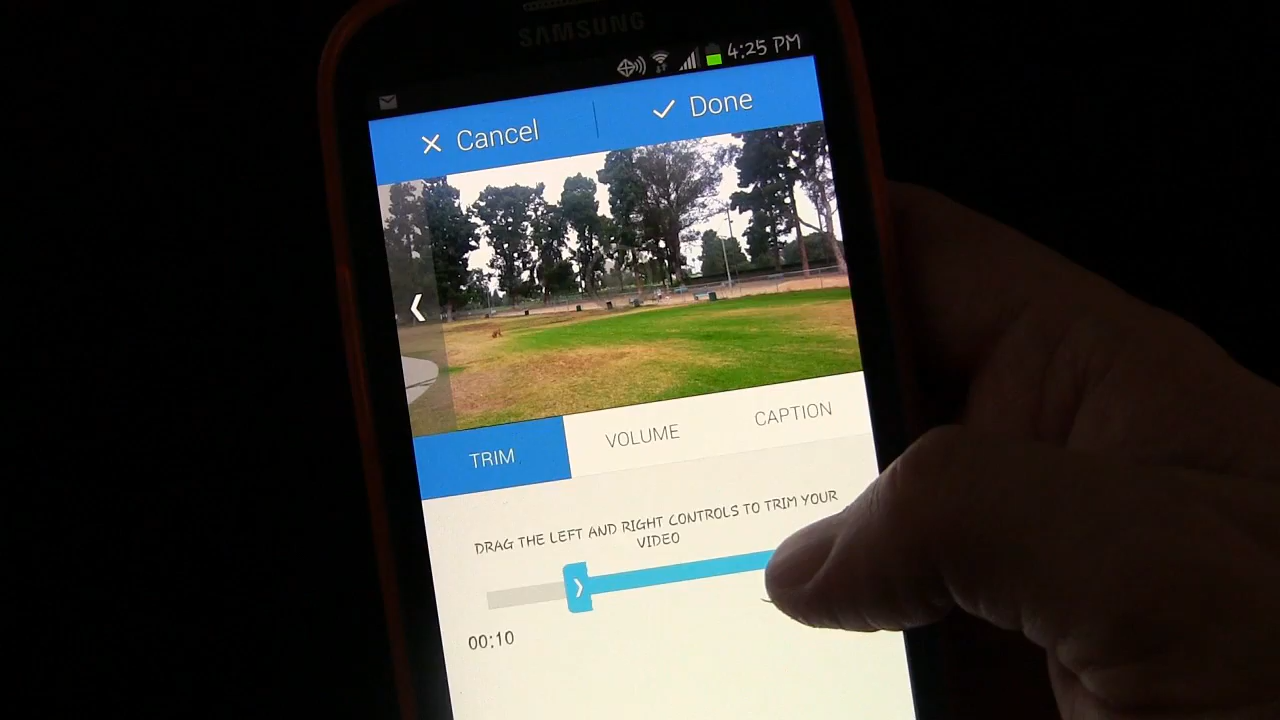 SAMSUNG
4:25 PM
Cancel
Done
TRIM
VOLUME
CAPTION
DRAG THE LEFT AND RIGHT CONTROLS TO TRIM YOUR
VIDEO
00:10